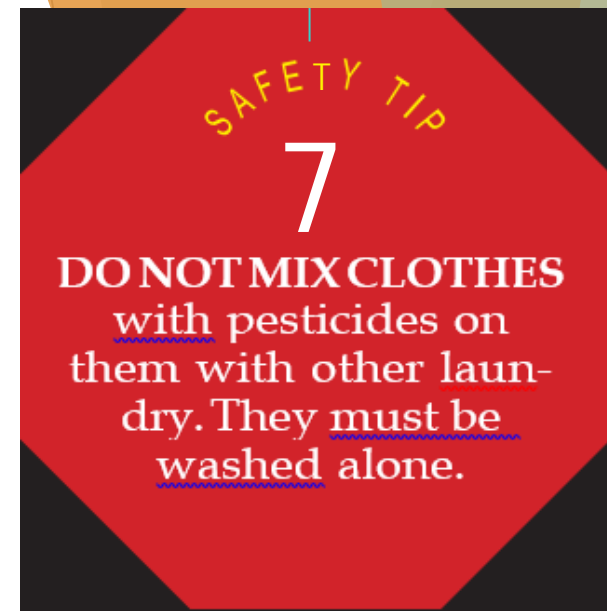 SAFETY TIP
7
DO NOT MIX CLOTHES
with pesticides on
them with other laun-
dry. They must be
washed alone.